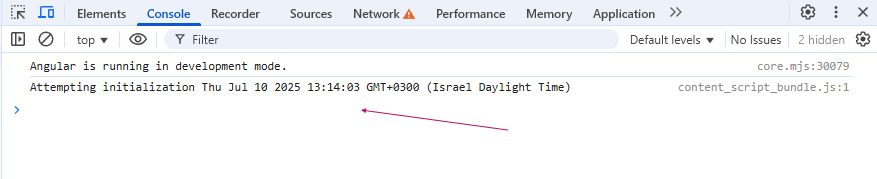 Elements Console Recorder Sources Network Performance Memory Application
top Filter Default levels No Issues 2 hidden
Angular is running in development mode. core.mjs:30079
Attempting initialization Thu Jul 10 2025 13:14:03 GMT+0300 (Israel Daylight Time) content_script_bundle.js:1